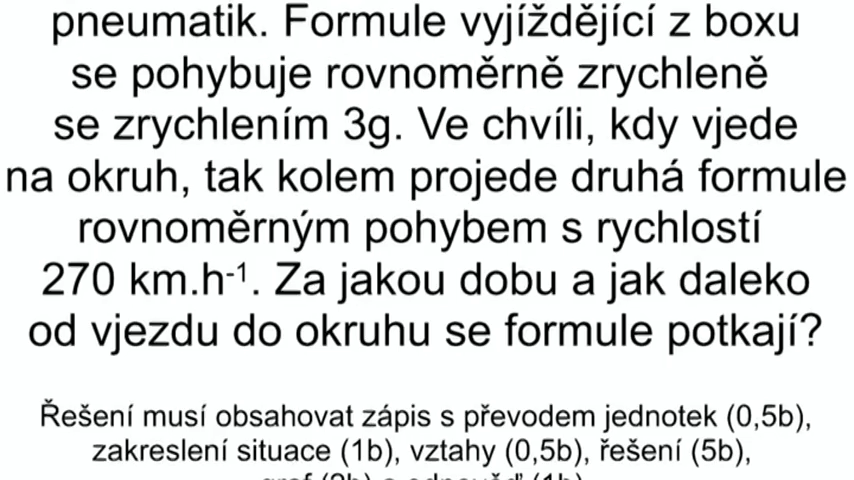 pneumatik. Formule vyjíždějící z boxu
se pohybuje rovnoměrně zrychleně
se zrychlením 3g. Ve chvíli, kdy vjede
na okruh, tak kolem projede druhá formule
rovnoměrným pohybem s rychlostí
270 km.h⁻¹. Za jakou dobu a jak daleko
od vjezdu do okruhu se formule potkají?
Řešení musí obsahovat zápis s převodem jednotek (0,5b),
zakreslení situace (1b), vztahy (0,5b), řešení (5b),